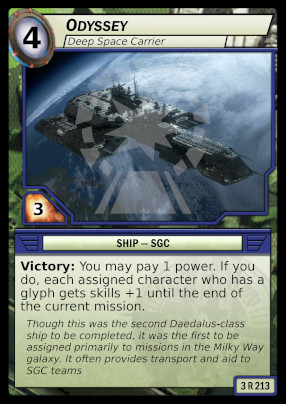 4
ODYSSEY
Deep Space Carrier
3
SHIP – SGC
Victory: You may pay 1 power. If you
do, each assigned character who has a
glyph gets skills +1 until the end of
the current mission.
Though this was the second Daedalus-class
ship to be completed, it was the first to be
assigned primarily to missions in the Milky Way
galaxy. It often provides transport and aid to
SGC teams
3 R 213